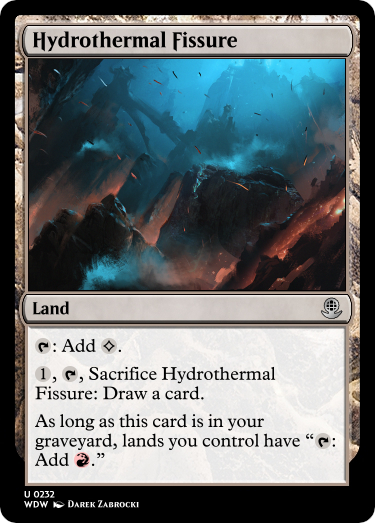 Hydrothermal Fissure
Land
: Add .
1, , Sacrifice Hydrothermal
Fissure: Draw a card.
As long as this card is in your
graveyard, lands you control have “:
Add .”
U 0232
WDW Darek Zabrocki